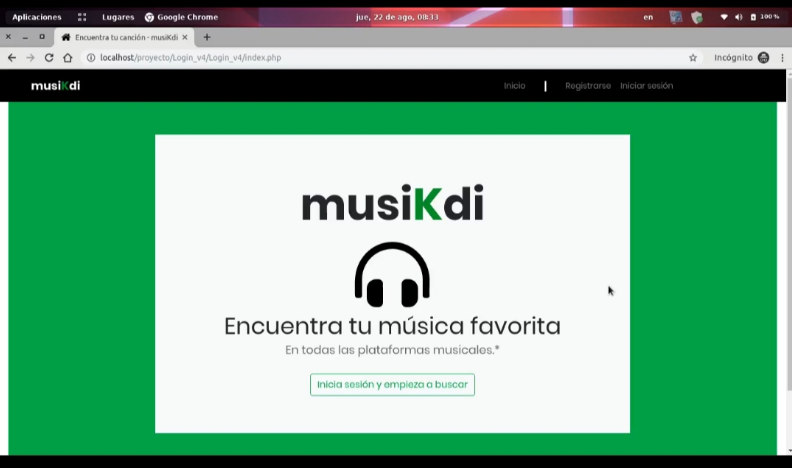 Aplicaciones Lugares Google Chrome jue, 22 de ago, 08:33 en 100 %
Encuentra tu canción - musiKdi
localhost/proyecto/Login_v4/Login_v4/index.php Incógnito
musiKdi Inicio Registrarse Iniciar sesión
musiKdi
Encuentra tu música favorita
En todas las plataformas musicales.*
Inicia sesión y empieza a buscar